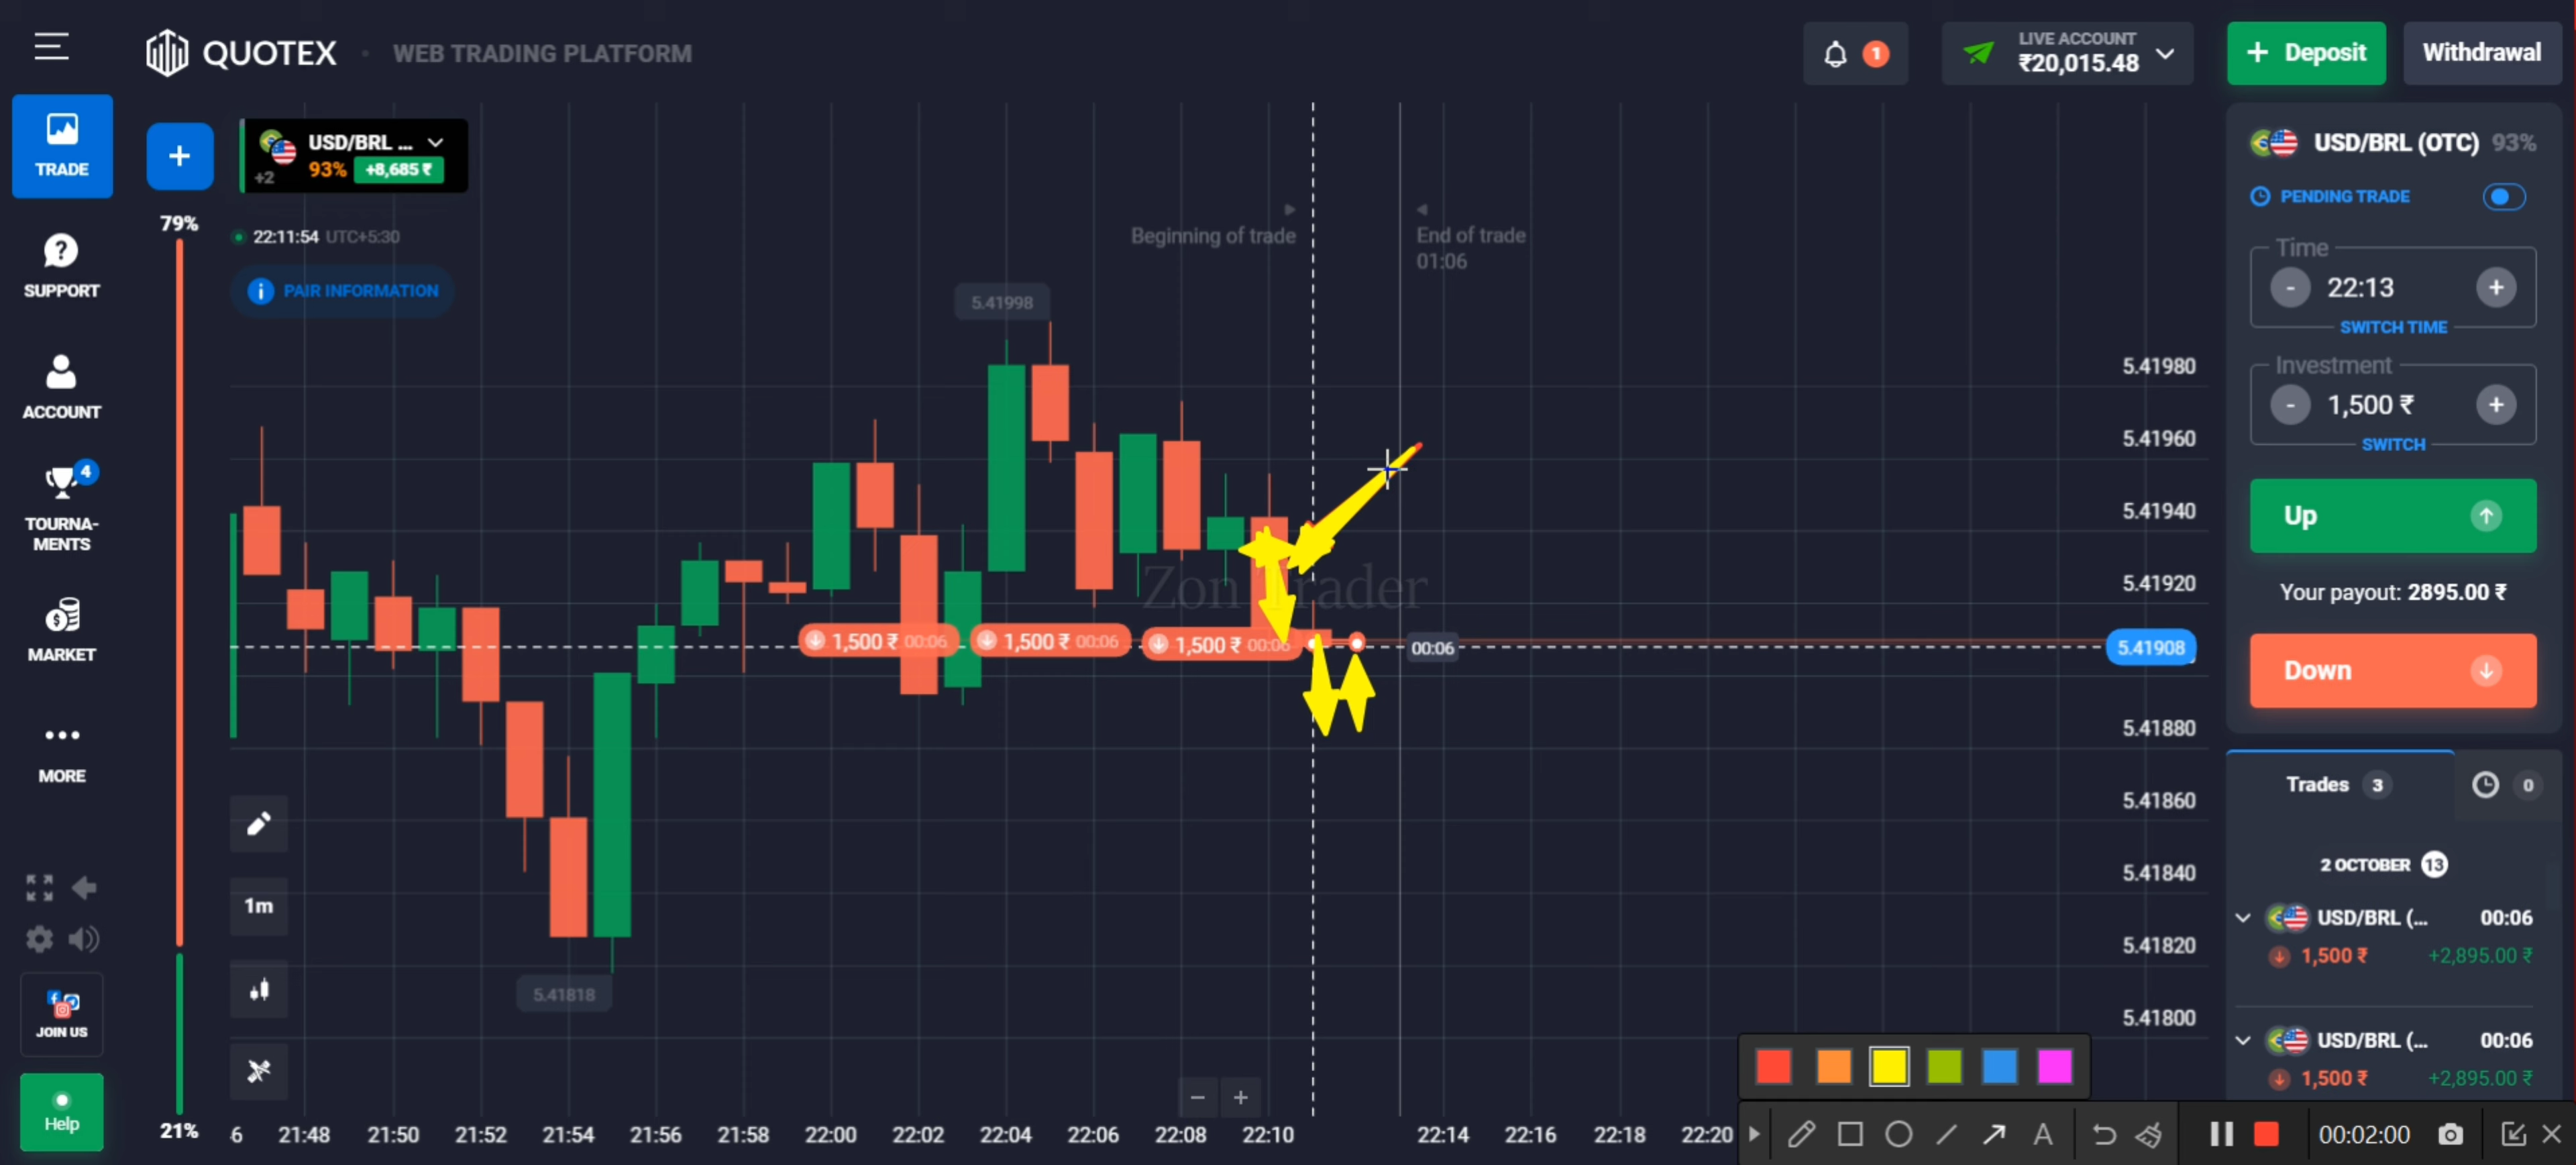 QUOTEX
WEB TRADING PLATFORM
1
LIVE ACCOUNT
₹20,015.48
+ Deposit
Withdrawal
TRADE
SUPPORT
ACCOUNT
4
TOURNA-
MENTS
MARKET
MORE
JOIN US
Help
+
USD/BRL ...
+2
93%
+8,685 ₹
79%
22:11:54 UTC+5:30
PAIR INFORMATION
21%
1m
Beginning of trade
End of trade
01:06
5.41998
5.41818
Zon Trader
1,500 ₹ 00:06
1,500 ₹ 00:06
1,500 ₹ 00:06
00:06
5.41980
5.41960
5.41940
5.41920
5.41908
5.41880
5.41860
5.41840
5.41820
5.41800
- +
6 21:48 21:50 21:52 21:54 21:56 21:58 22:00 22:02 22:04 22:06 22:08 22:10 22:14 22:16 22:18 22:20
USD/BRL (OTC) 93%
PENDING TRADE
Time
- 22:13 +
SWITCH TIME
Investment
- 1,500 ₹ +
SWITCH
Up
Your payout: 2895.00 ₹
Down
Trades 3
0
2 OCTOBER 13
USD/BRL (... 00:06
1,500 ₹ +2,895.00 ₹
USD/BRL (... 00:06
1,500 ₹ +2,895.00 ₹
A
00:02:00